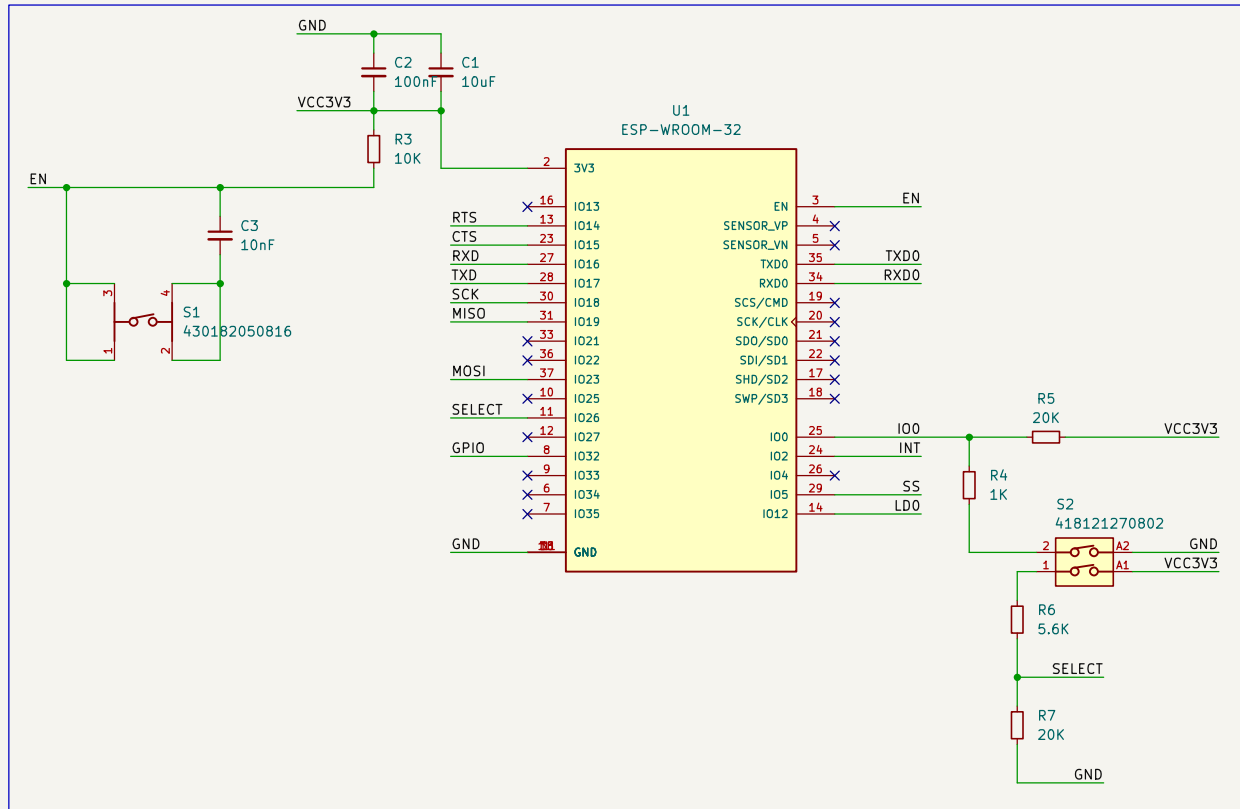 GND
C2
100nF
C1
10uF
VCC3V3
R3
10K
EN
C3
10nF
3
4
1
2
S1
430182050816
U1
ESP-WROOM-32
2 3V3
16 IO13
RTS 13 IO14
CTS 23 IO15
RXD 27 IO16
TXD 28 IO17
SCK 30 IO18
MISO 31 IO19
33 IO21
36 IO22
MOSI 37 IO23
10 IO25
SELECT 11 IO26
12 IO27
GPIO 8 IO32
9 IO33
6 IO34
7 IO35
GND GND
EN 3 EN
SENSOR_VP 4
SENSOR_VN 5
TXD0 35 TXD0
RXD0 34 RXD0
SCS/CMD 19
SCK/CLK 20
SDO/SD0 21
SDI/SD1 22
SHD/SD2 17
SWP/SD3 18
IO0 25 IO0
IO2 24 INT
IO4 26
IO5 29 SS
IO12 14 LD0
R5
20K
VCC3V3
R4
1K
S2
418121270802
2 A2 GND
1 A1 VCC3V3
R6
5.6K
SELECT
R7
20K
GND